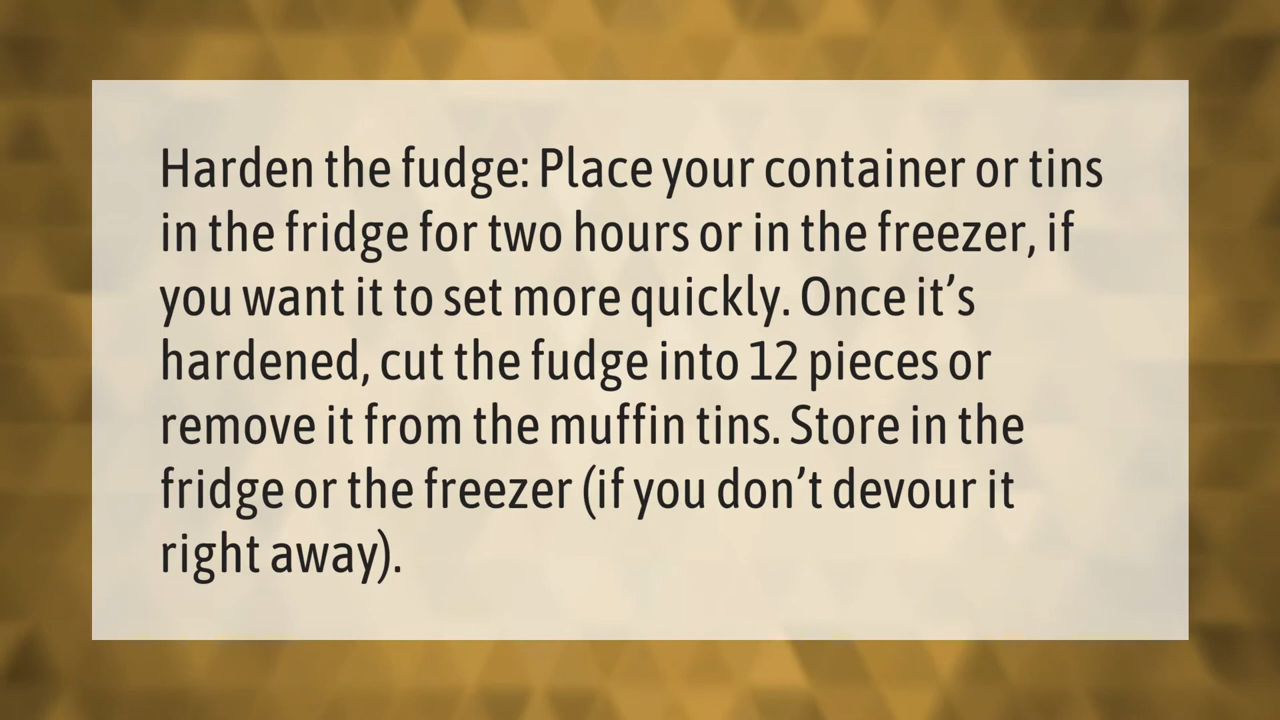 Harden the fudge: Place your container or tins
in the fridge for two hours or in the freezer, if
you want it to set more quickly. Once it’s
hardened, cut the fudge into 12 pieces or
remove it from the muffin tins. Store in the
fridge or the freezer (if you don’t devour it
right away).